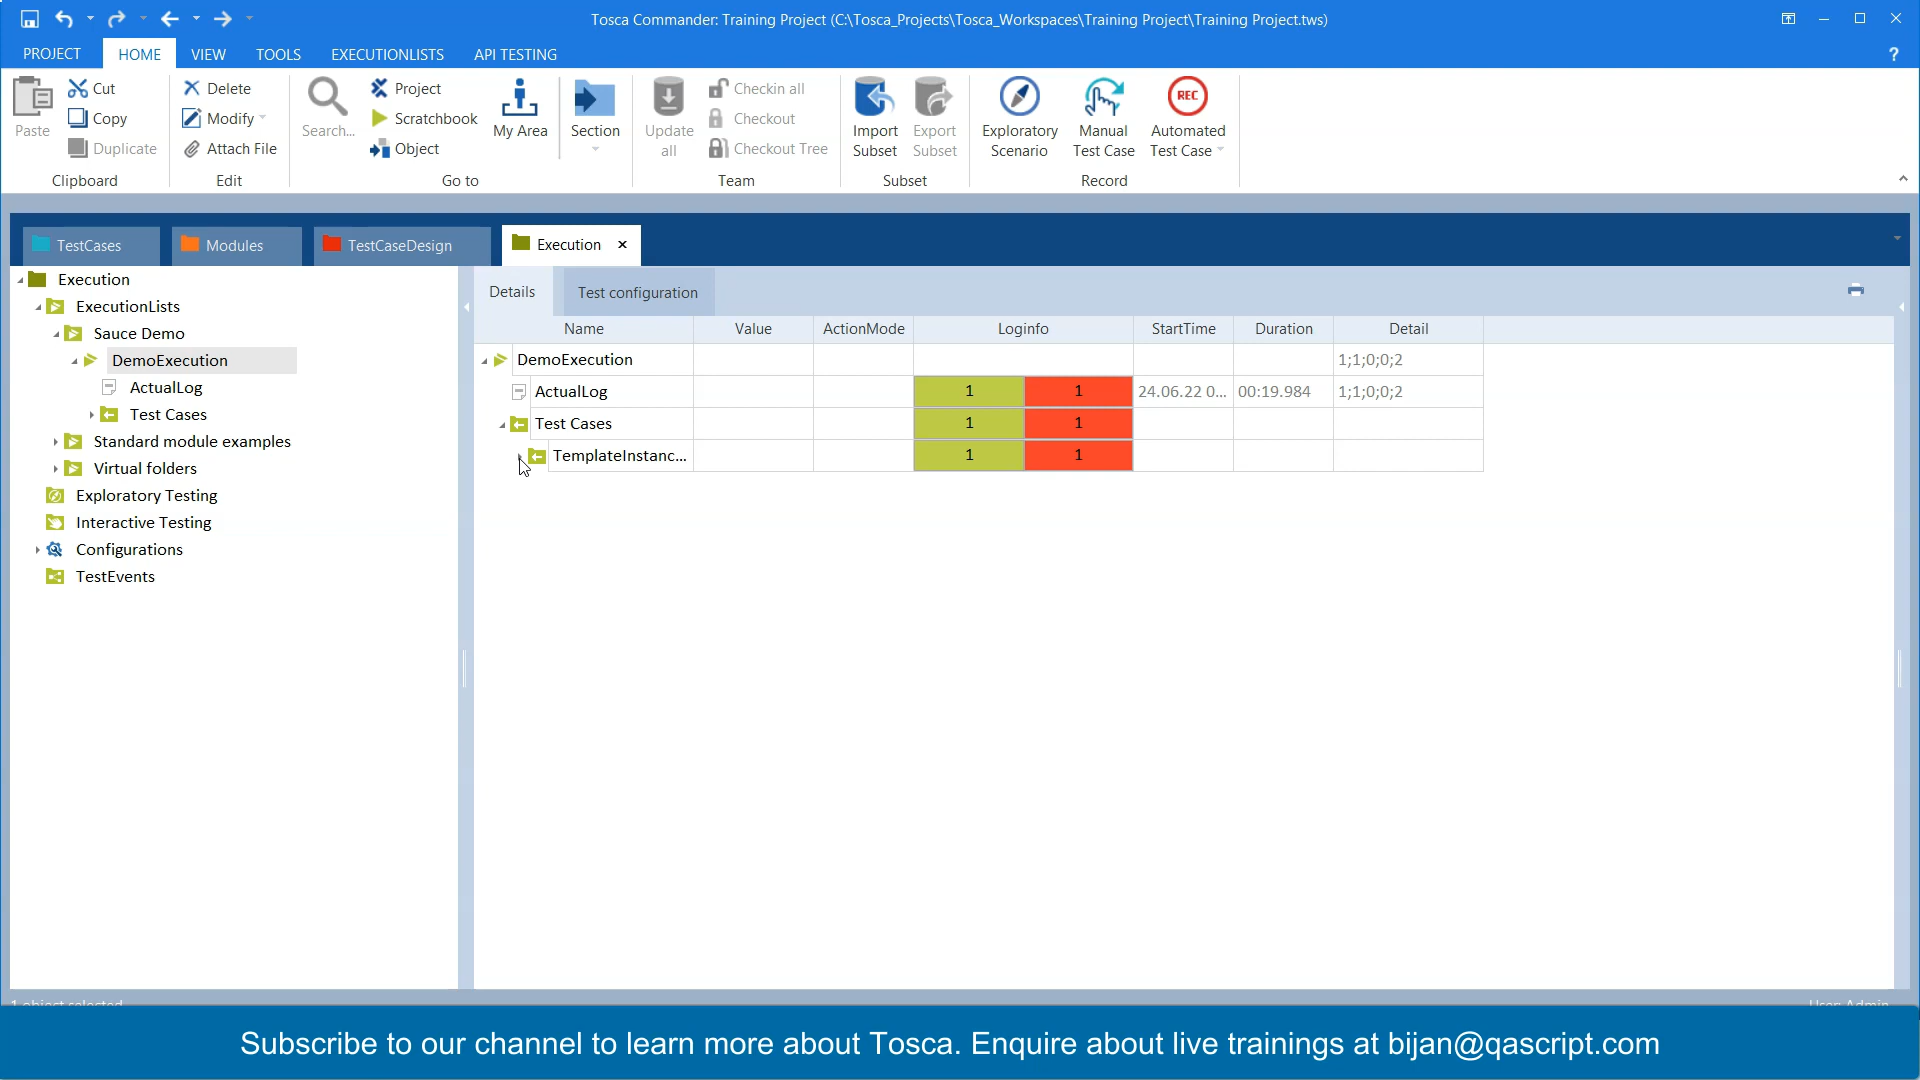 Tosca Commander: Training Project (C:\Tosca_Projects\Tosca_Workspaces\Training Project\Training Project.tws)
PROJECT HOME VIEW TOOLS EXECUTIONLISTS API TESTING ?
Paste
Cut
Copy
Duplicate
Clipboard
Delete
Modify
Attach File
Edit
Search...
Project
Scratchbook
Object
My Area
Section
Go to
Update all
Checkin all
Checkout
Checkout Tree
Team
Import Subset
Export Subset
Subset
Exploratory Scenario
Manual Test Case
REC
Automated Test Case
Record
TestCases Modules TestCaseDesign Execution
Execution
ExecutionLists
Sauce Demo
DemoExecution
ActualLog
Test Cases
Standard module examples
Virtual folders
Exploratory Testing
Interactive Testing
Configurations
TestEvents
Details Test configuration
Name Value ActionMode Loginfo StartTime Duration Detail
DemoExecution 1;1;0;0;2
ActualLog 1 1 24.06.22 0... 00:19.984 1;1;0;0;2
Test Cases 1 1
TemplateInstanc... 1 1
1 object selected User: Admin
Subscribe to our channel to learn more about Tosca. Enquire about live trainings at bijan@qascript.com